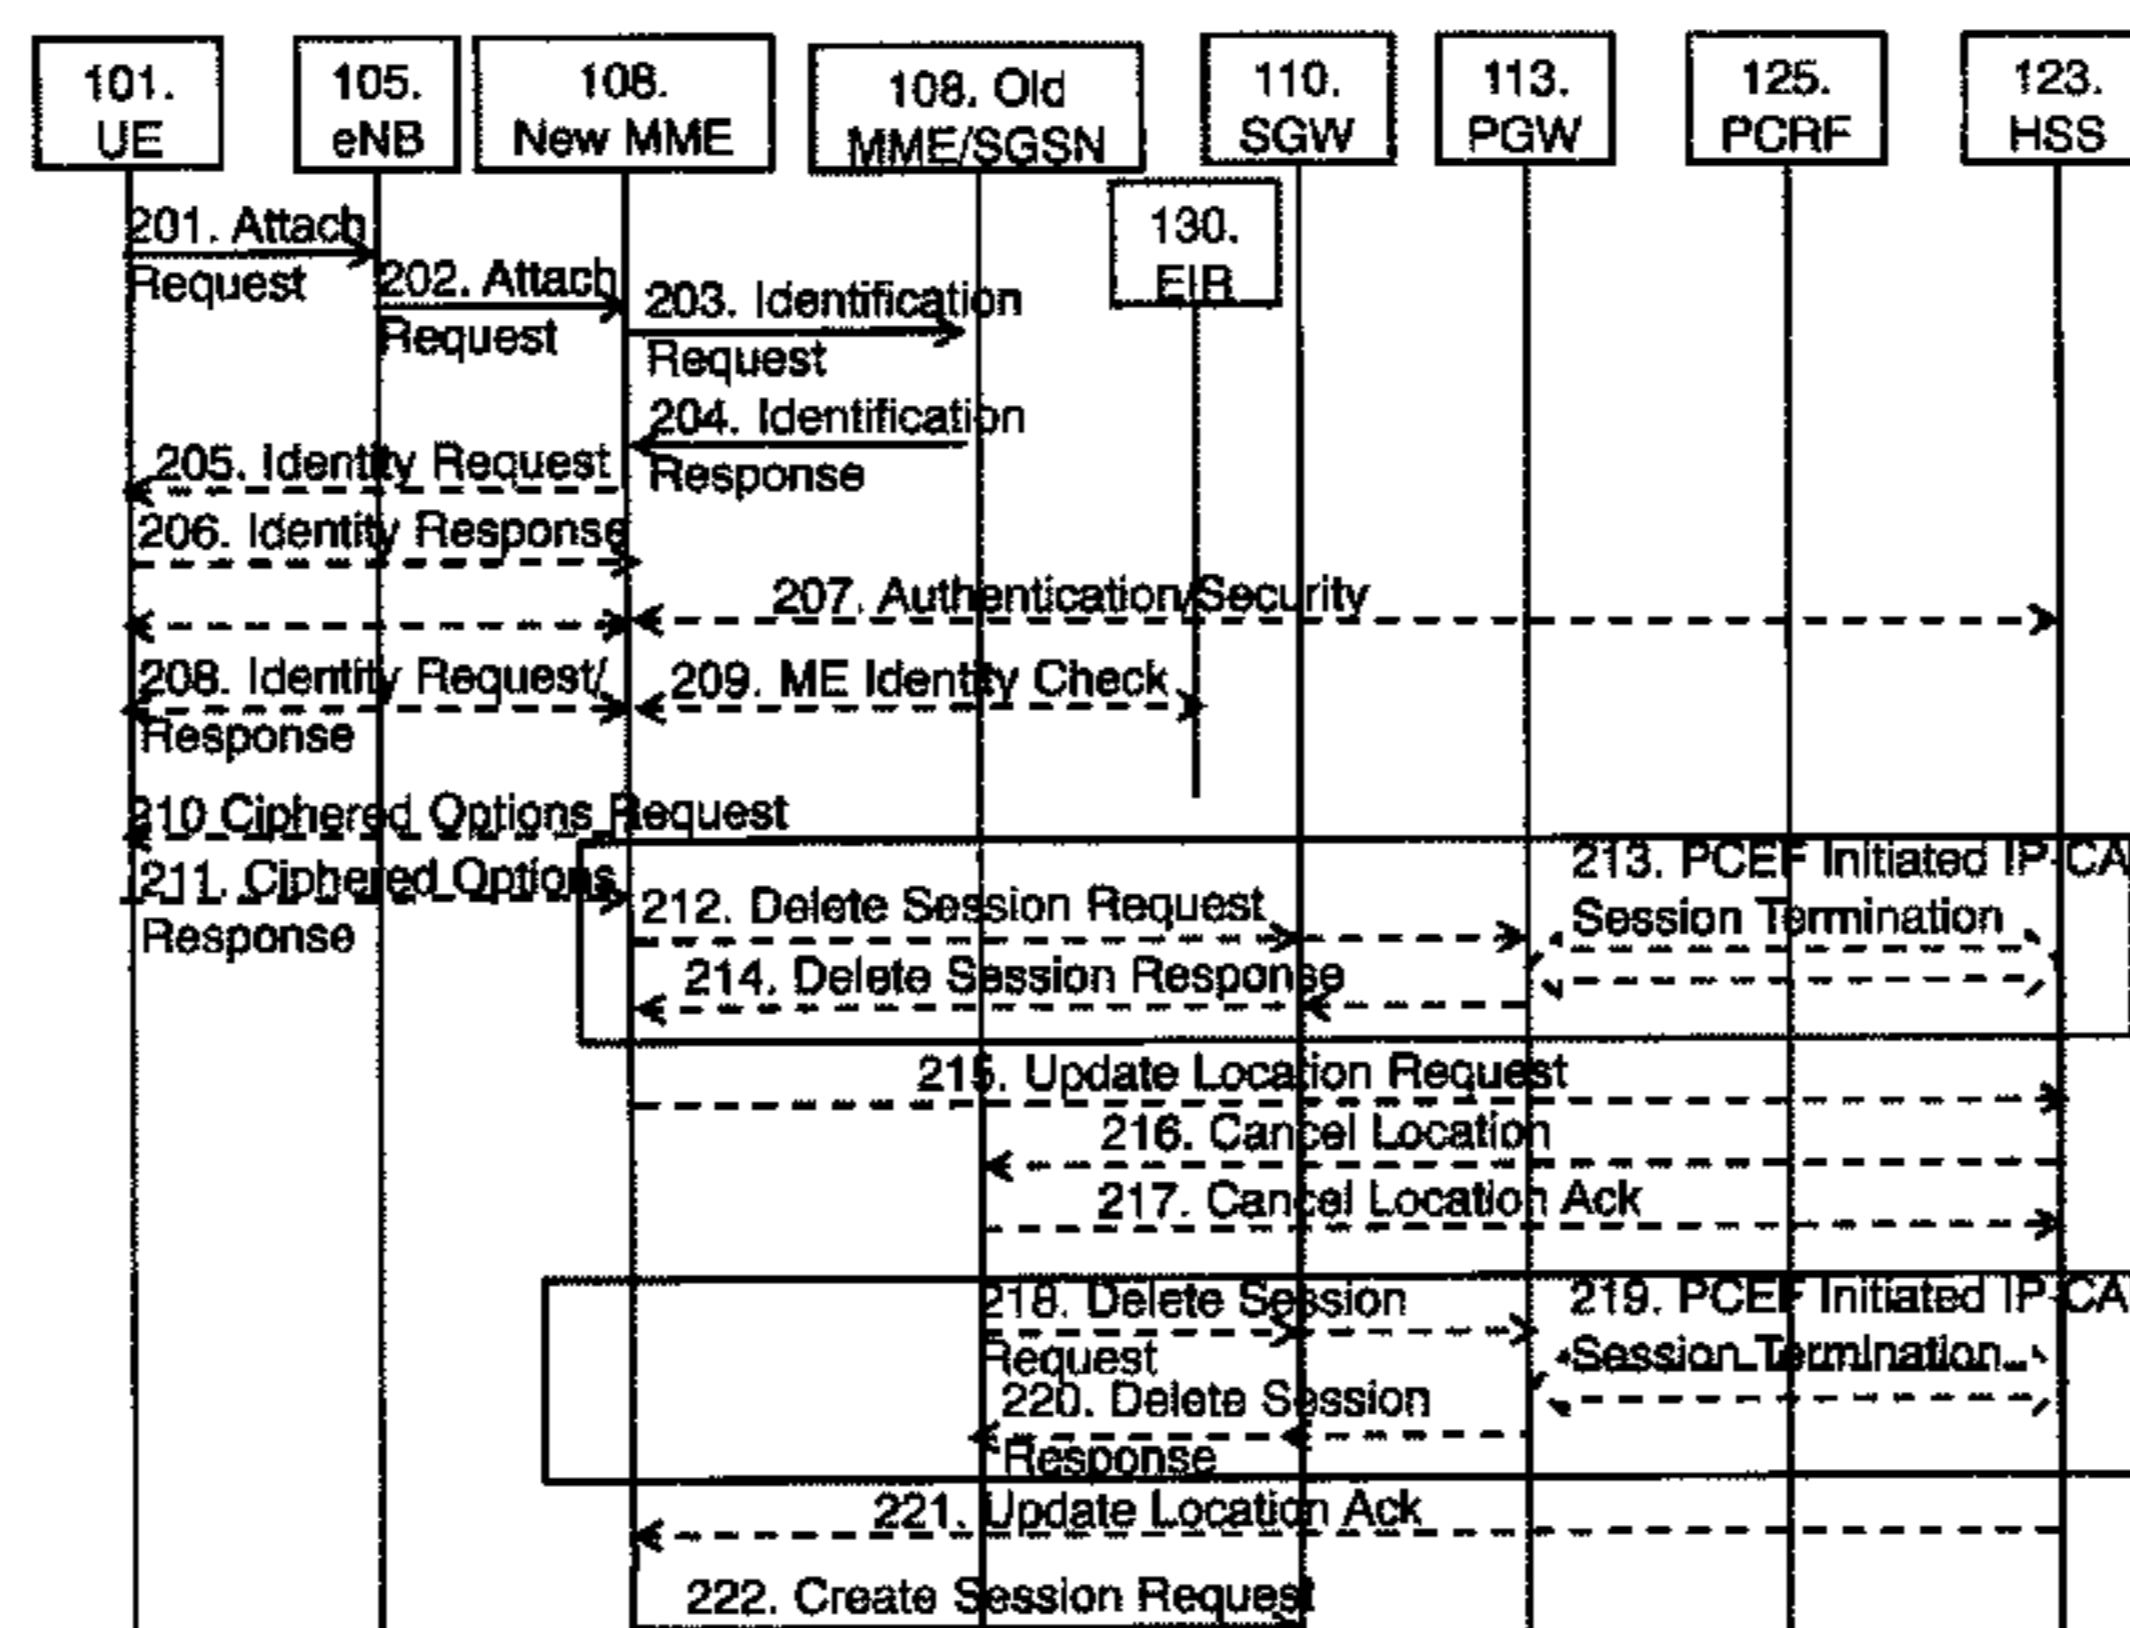 101.
UE
105.
eNB
108.
New MME
108. Old
MME/SGSN
110.
SGW
113.
PGW
125.
PCRF
123.
HSS
130.
EIR
201. Attach
Request
202. Attach
Request
203. Identification
Request
204. Identification
Response
205. Identity Request
206. Identity Response
207. Authentication/Security
208. Identity Request/
Response
209. ME Identity Check
210 Ciphered Options Request
211. Ciphered Options
Response
212. Delete Session Request
213. PCEF Initiated IP-CA
Session Termination
214. Delete Session Response
215. Update Location Request
216. Cancel Location
217. Cancel Location Ack
218. Delete Session
Request
219. PCEF Initiated IP-CA
Session Termination
220. Delete Session
Response
221. Update Location Ack
222. Create Session Request